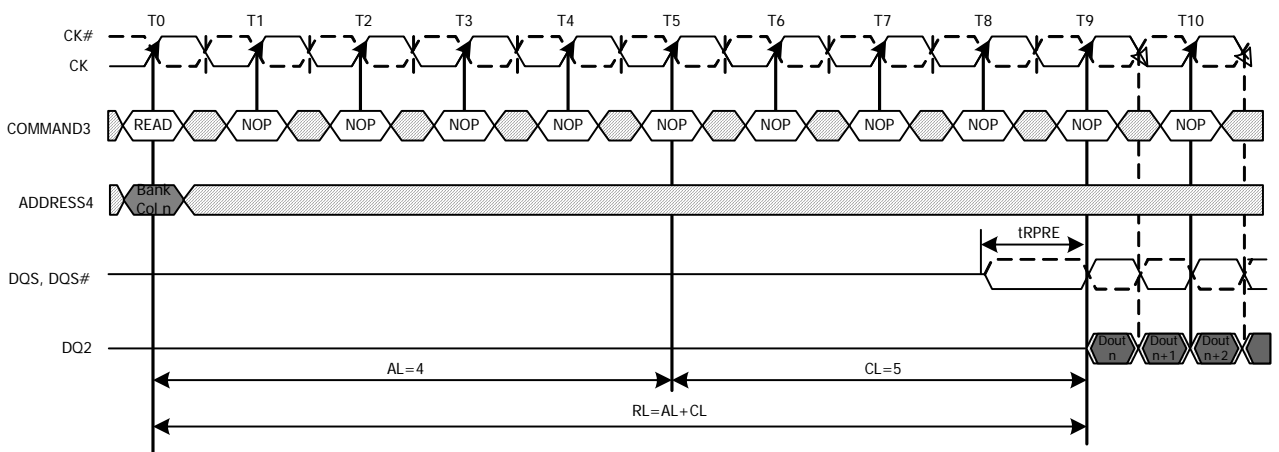 T0 T1 T2 T3 T4 T5 T6 T7 T8 T9 T10
CK#
CK
COMMAND3 READ NOP NOP NOP NOP NOP NOP NOP NOP NOP NOP
ADDRESS4 Bank
Col n
tRPRE
DQS, DQS#
DQ2 Dout Dout Dout
n n+1 n+2
AL=4 CL=5
RL=AL+CL